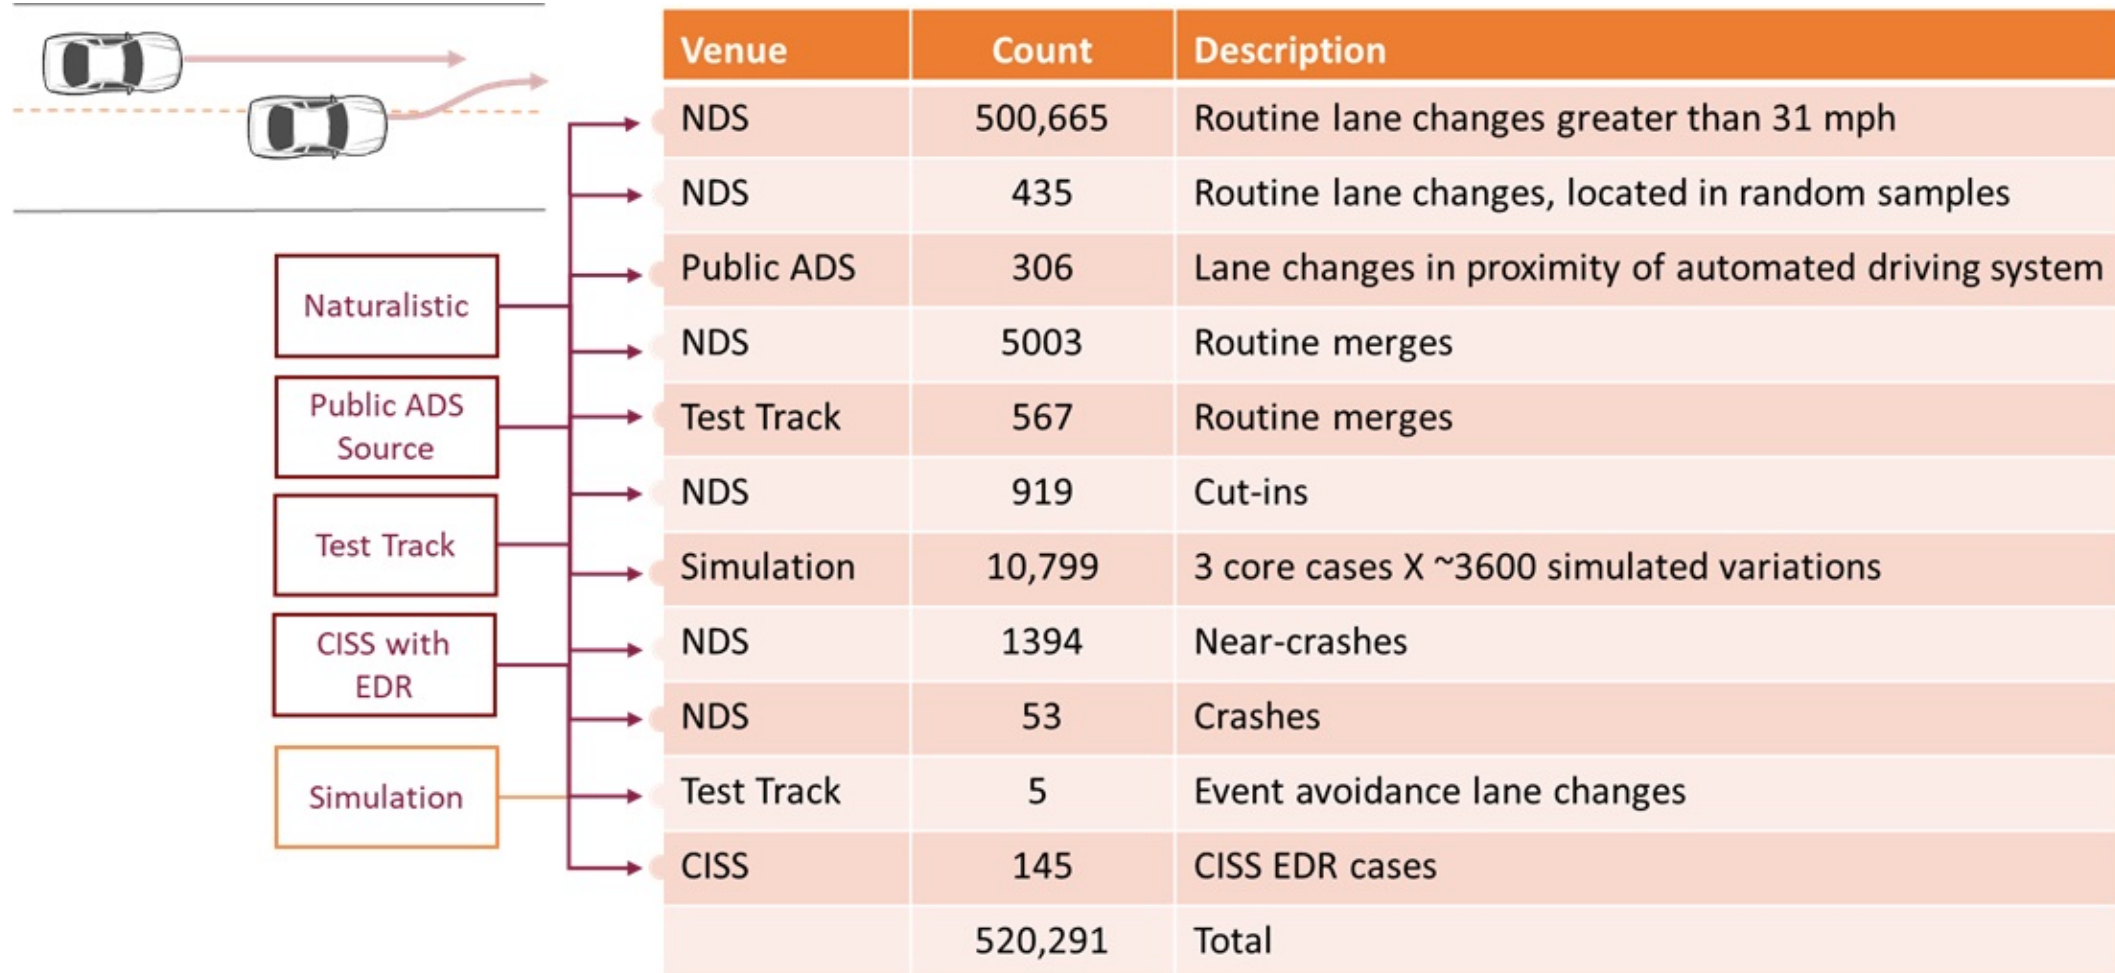 Naturalistic
Public ADS
Source
Test Track
CISS with
EDR
Simulation
Venue Count Description
NDS 500,665 Routine lane changes greater than 31 mph
NDS 435 Routine lane changes, located in random samples
Public ADS 306 Lane changes in proximity of automated driving system
NDS 5003 Routine merges
Test Track 567 Routine merges
NDS 919 Cut-ins
Simulation 10,799 3 core cases X ~3600 simulated variations
NDS 1394 Near-crashes
NDS 53 Crashes
Test Track 5 Event avoidance lane changes
CISS 145 CISS EDR cases
520,291 Total